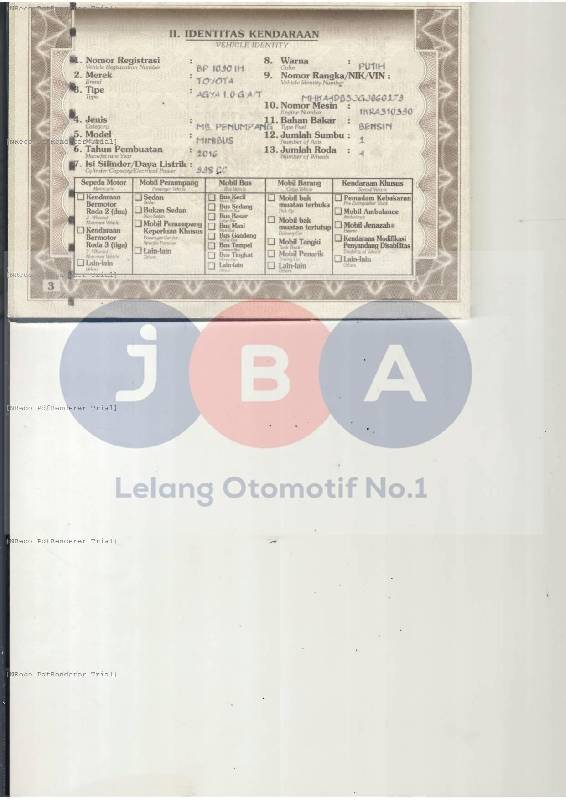 II. IDENTITAS KENDARAAN
VEHICLE IDENTITY
1. Nomor Registrasi : BP 1030 IH
Vehicle Registration Number
2. Merek : TOYOTA
Brand
3. Tipe : AGYA 1.0 G A/T
Type
4. Jenis : MB. PENUMPANG
Category
5. Model : MINIBUS
6. Tahun Pembuatan : 2016
Manufacture Year
7. Isi Silinder/Daya Listrik : 998 CC
Cylinder Capacity/Electrical Power
8. Warna : PUTIH
Color
9. Nomor Rangka/NIK/VIN :
Vehicle Identity Number
10. Nomor Mesin :
Engine Number
11. Bahan Bakar : BENSIN
Type Fuel
12. Jumlah Sumbu :
Number of Axis
13. Jumlah Roda : 4
Number of Wheels
Sepeda Motor
Kendaraan
Bermotor
Roda 2 (dua)
Kendaraan
Bermotor
Roda 3 (tiga)
Lain-lain
Others
Mobil Penumpang
Passenger Vehicle
Sedan
Bukan Sedan
Mobil Penumpang
Keperluan Khusus
Lain-lain
Others
Mobil Bus
Bus Kecil
Bus Sedang
Bus Besar
Bus Maxi
Bus Gandeng
Bus Tempel
Bus Tingkat
Lain-lain
Others
Mobil Barang
Mobil bak
muatan terbuka
Mobil bak
muatan tertutup
Mobil Tangki
Mobil Penarik
Lain-lain
Others
Kendaraan Khusus
Pemadam Kebakaran
Mobil Ambulance
Mobil Jenazah
Kendaraan Modifikasi
Penyandang Disabilitas
Lain-lain
Others
3
JBA
Lelang Otomotif No.1